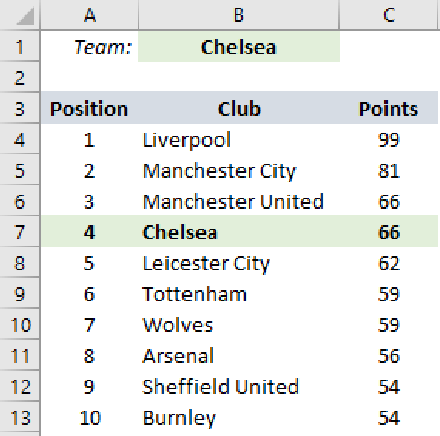 A B C
1 Team: Chelsea
2
3 Position Club Points
4 1 Liverpool 99
5 2 Manchester City 81
6 3 Manchester United 66
7 4 Chelsea 66
8 5 Leicester City 62
9 6 Tottenham 59
10 7 Wolves 59
11 8 Arsenal 56
12 9 Sheffield United 54
13 10 Burnley 54